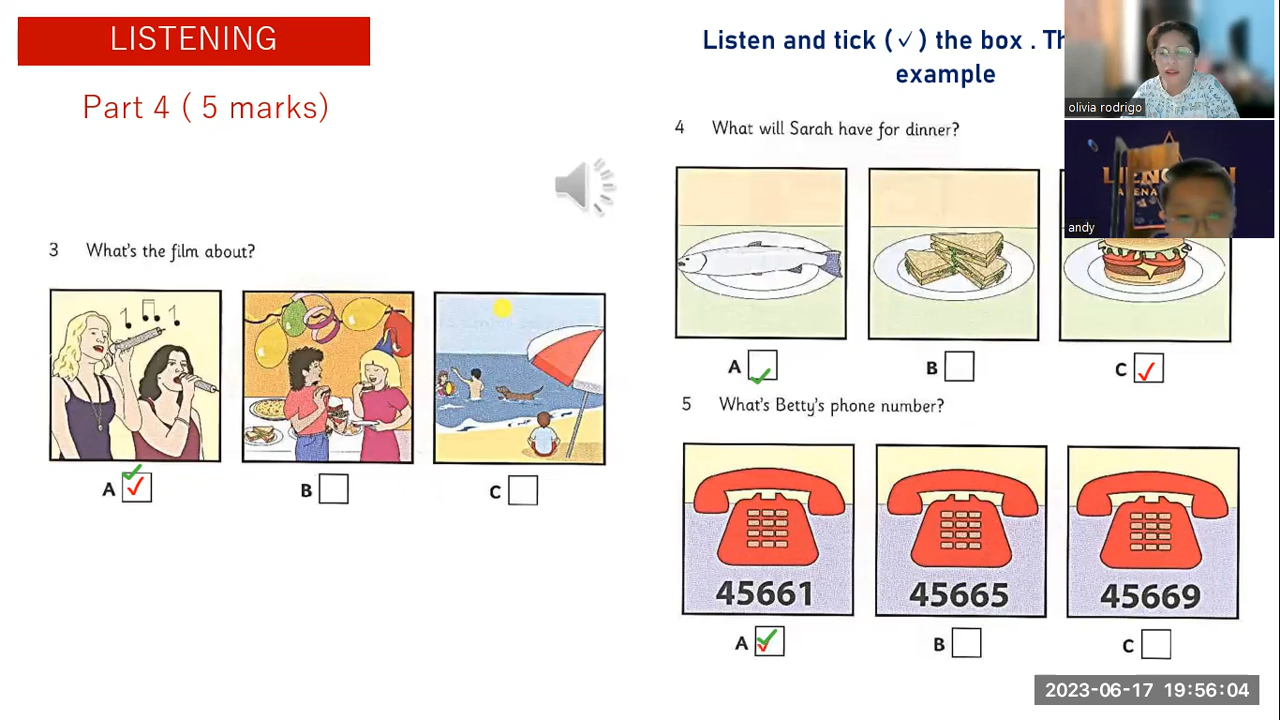 LISTENING
Part 4 ( 5 marks)
Listen and tick (✓) the box . Th
example
olivia rodrigo
andy
3 What's the film about?
A B C
4 What will Sarah have for dinner?
A B C
5 What's Betty's phone number?
45661 45665 45669
A B C
2023-06-17 19:56:04